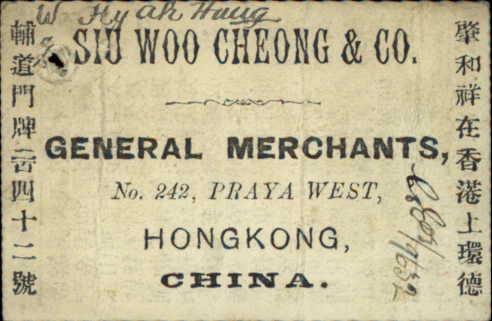 Ah Hung
SIU WOO CHEONG & CO.
GENERAL MERCHANTS,
No. 242, PRAYA WEST,
HONGKONG,
CHINA.
肇和祥在香港上環德
輔道門牌二百四十二號